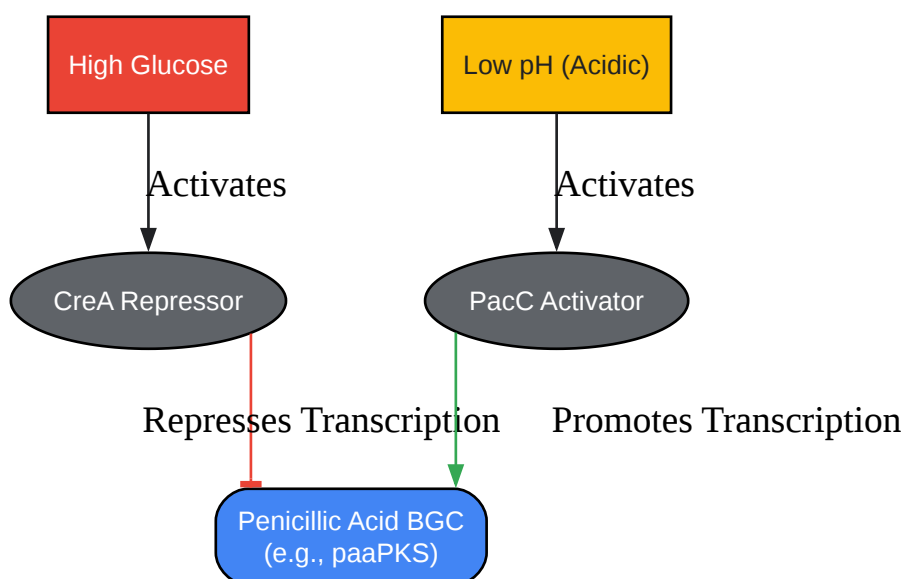 High Glucose
Low pH (Acidic)
Activates
Activates
CreA Repressor
PacC Activator
Represses Transcription
Promotes Transcription
Penicillic Acid BGC
(e.g., paaPKS)